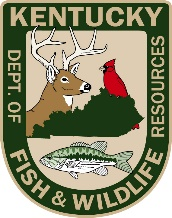 KENTUCKY
DEPT. OF
FISH & WILDLIFE
RESOURCES